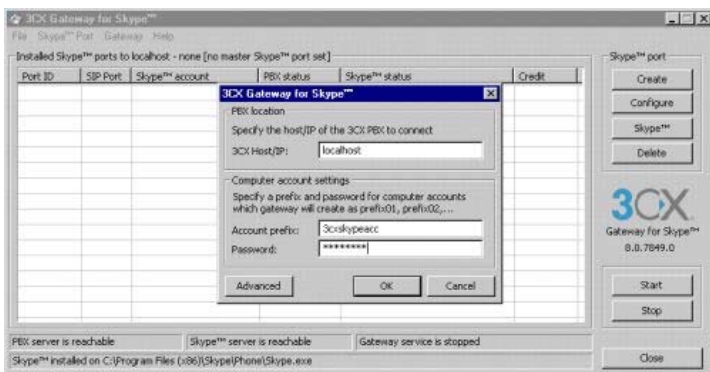 3CX Gateway for Skype™
File Skype™ Port Gateway Help
Installed Skype™ ports to localhost - none [no master Skype™ port set]
Port ID SIP Port Skype™ account PBX status Skype™ status Credit
3CX Gateway for Skype™
PBX location
Specify the host/IP of the 3CX PBX to connect
3CX Host/IP: localhost
Computer account settings
Specify a prefix and password for computer accounts
which gateway will create as prefix01, prefix02,...
Account prefix: 3cxskypeacc
Password: ********
Advanced OK Cancel
Skype™ port
Create
Configure
Skype™
Delete
3CX
Gateway for Skype™
8.0.7849.0
Start
Stop
PBX server is reachable Skype™ server is reachable Gateway service is stopped
Skype™ installed on C:\Program Files (x86)\Skype\Phone\Skype.exe
Close